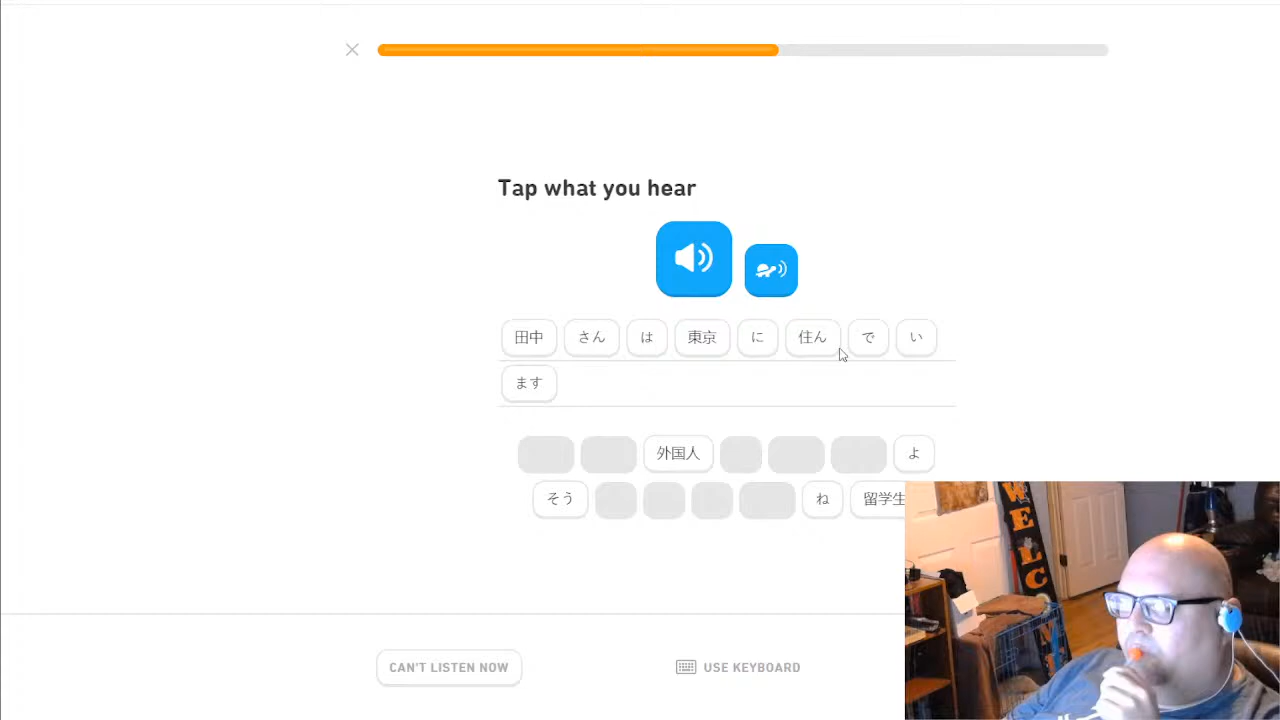 Tap what you hear
田中 さん は 東京 に 住ん で い
ます
外国人 よ
そう ね 留学生
CAN'T LISTEN NOW USE KEYBOARD
WELC